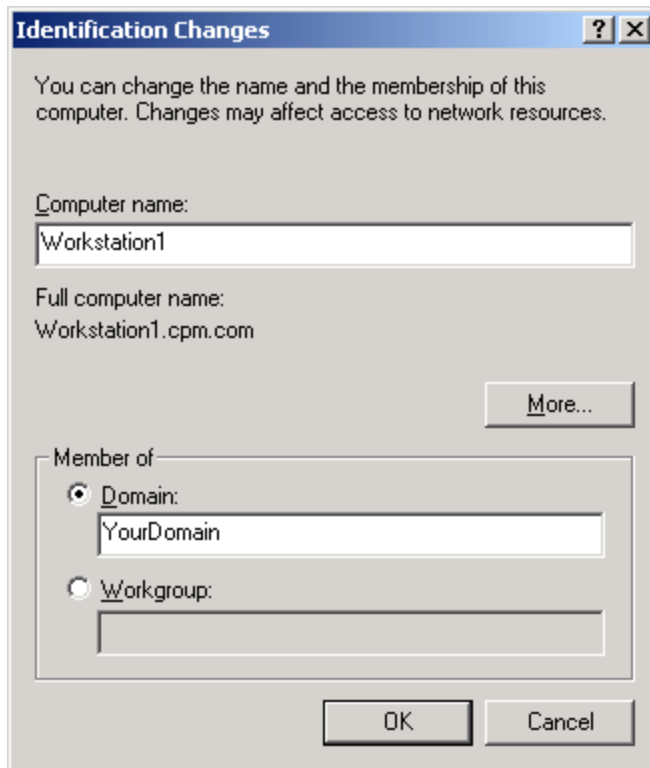 Identification Changes
You can change the name and the membership of this
computer. Changes may affect access to network resources.
Computer name:
Workstation1
Full computer name:
Workstation1.cpm.com
More...
Member of
Domain:
YourDomain
Workgroup:
OK Cancel